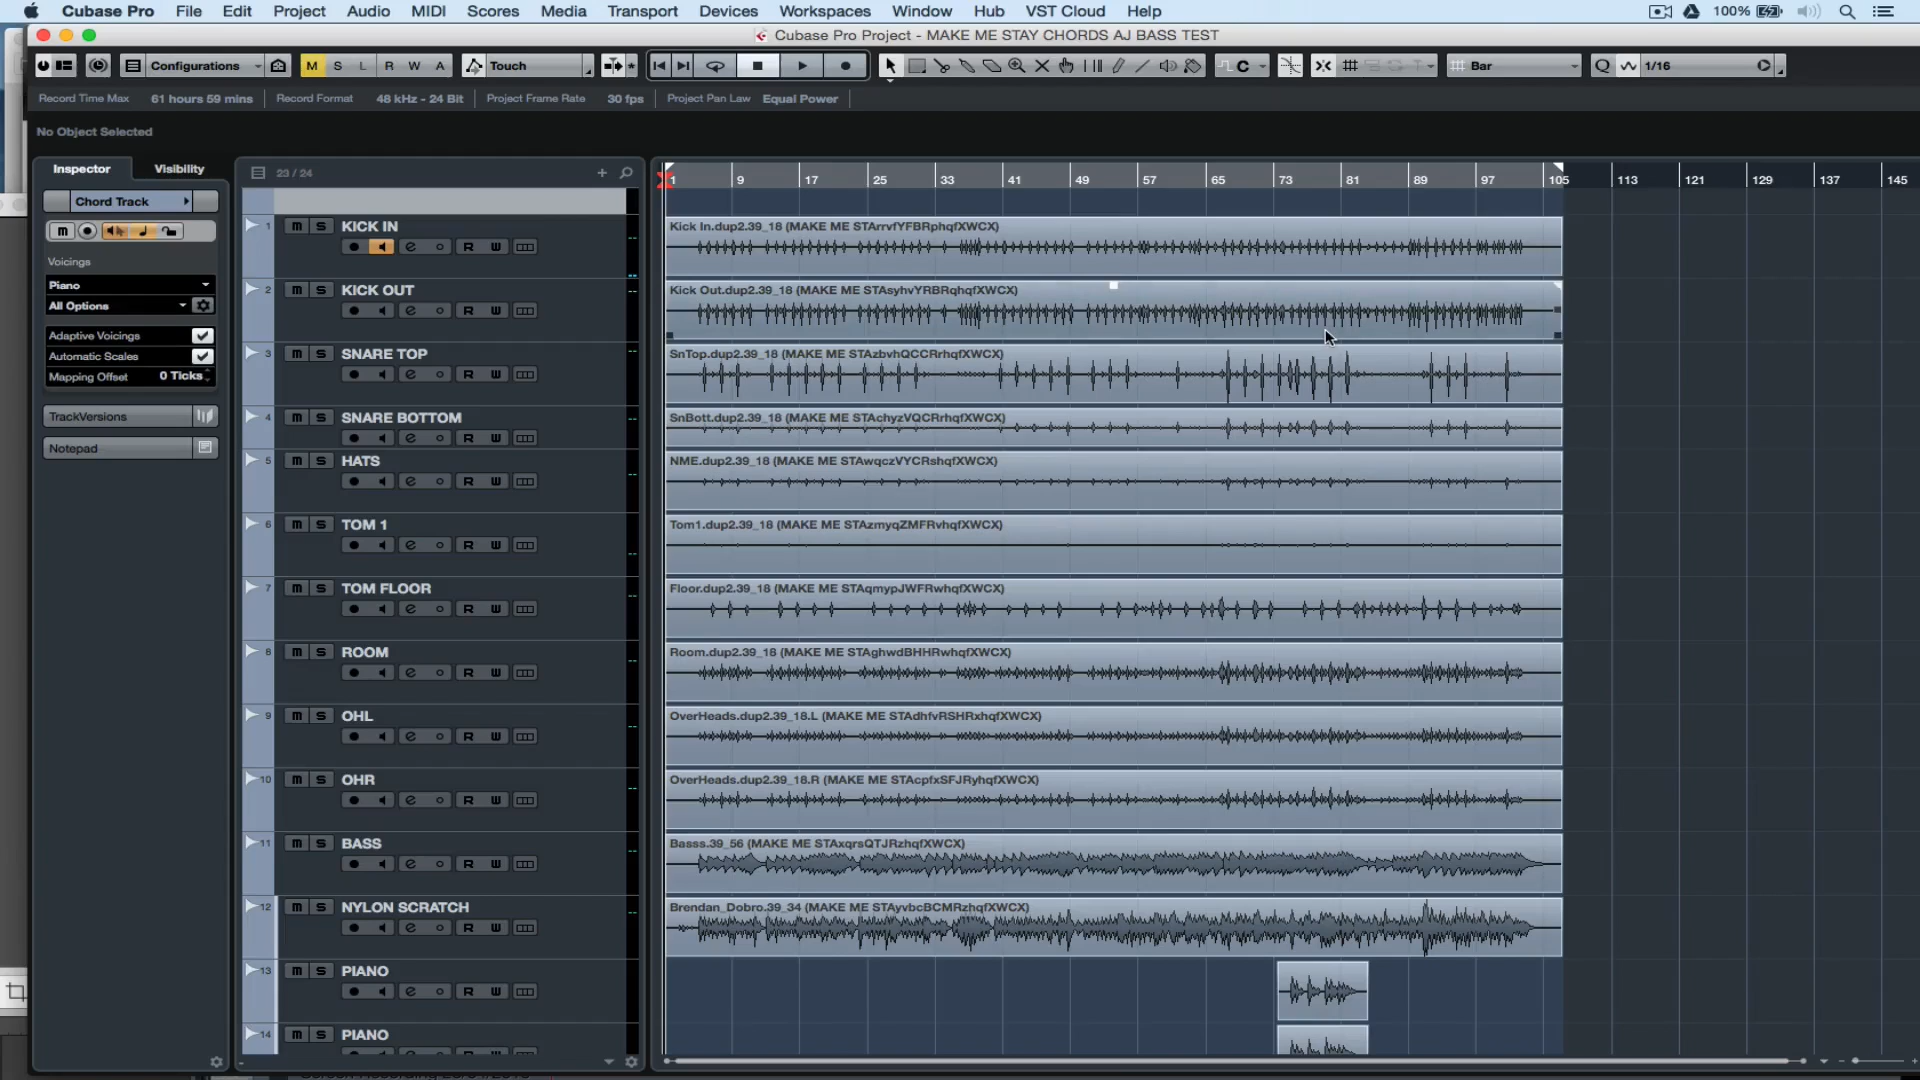 Cubase Pro File Edit Project Audio MIDI Scores Media Transport Devices Workspaces Window Hub VST Cloud Help 100%
Cubase Pro Project - MAKE ME STAY CHORDS AJ BASS TEST
Configurations M S L R W A Touch C Bar Q 1/16
Record Time Max 61 hours 59 mins Record Format 48 kHz - 24 Bit Project Frame Rate 30 fps Project Pan Law Equal Power
No Object Selected
Inspector Visibility 23 / 24
1 9 17 25 33 41 49 57 65 73 81 89 97 105 113 121 129 137 145
Chord Track
m
Voicings
Piano
All Options
Adaptive Voicings
Automatic Scales
Mapping Offset 0 Ticks
TrackVersions
Notepad
1 m S KICK IN
R W
Kick In.dup2.39_18 (MAKE ME STArrvfYFBRphqfXWCX)
2 m S KICK OUT
R W
Kick Out.dup2.39_18 (MAKE ME STAsyhvYRBRqhqfXWCX)
3 m S SNARE TOP
R W
SnTop.dup2.39_18 (MAKE ME STAzbvhQCCRrhqfXWCX)
4 m S SNARE BOTTOM
R W
SnBott.dup2.39_18 (MAKE ME STAchyzVQCRrhqfXWCX)
5 m S HATS
R W
NME.dup2.39_18 (MAKE ME STAwqczVYCRshqfXWCX)
6 m S TOM 1
R W
Tom1.dup2.39_18 (MAKE ME STAzmyqZMFRvhqfXWCX)
7 m S TOM FLOOR
R W
Floor.dup2.39_18 (MAKE ME STAqmypJWFRwhqfXWCX)
8 m S ROOM
R W
Room.dup2.39_18 (MAKE ME STAghwdBHHRwhqfXWCX)
9 m S OHL
R W
OverHeads.dup2.39_18.L (MAKE ME STAdhfvRSHRxhqfXWCX)
10 m S OHR
R W
OverHeads.dup2.39_18.R (MAKE ME STAcpfxSFJRyhqfXWCX)
11 m S BASS
R W
Basss.39_56 (MAKE ME STAxqrsQTJRzhqfXWCX)
12 m S NYLON SCRATCH
R W
Brendan_Dobro.39_34 (MAKE ME STAyvbcBCMRzhqfXWCX)
13 m S PIANO
R W
14 m S PIANO